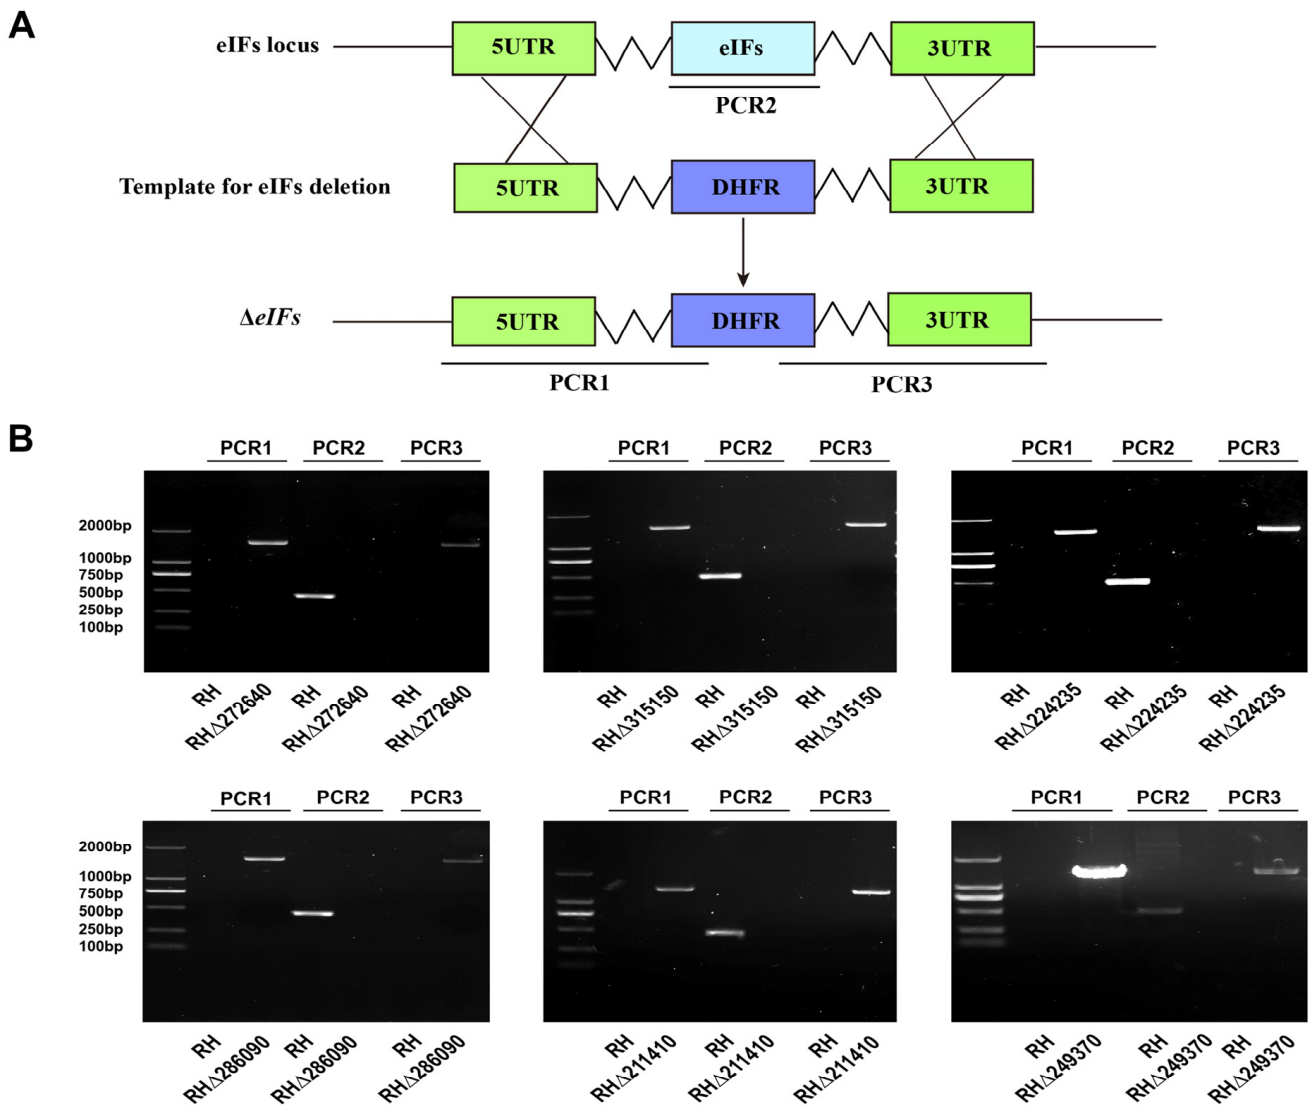 A
eIFs locus
5UTR
eIFs
3UTR
PCR2
Template for eIFs deletion
5UTR
DHFR
3UTR
ΔeIFs
5UTR
DHFR
3UTR
PCR1
PCR3
B
PCR1 PCR2 PCR3
2000bp
1000bp
750bp
500bp
250bp
100bp
RH
RHΔ272640
RH
RHΔ272640
RH
RHΔ272640
PCR1 PCR2 PCR3
RH
RHΔ315150
RH
RHΔ315150
RH
RHΔ315150
PCR1 PCR2 PCR3
RH
RHΔ224235
RH
RHΔ224235
RH
RHΔ224235
PCR1 PCR2 PCR3
2000bp
1000bp
750bp
500bp
250bp
100bp
RH
RHΔ286090
RH
RHΔ286090
RH
RHΔ286090
PCR1 PCR2 PCR3
RH
RHΔ211410
RH
RHΔ211410
RH
RHΔ211410
PCR1 PCR2 PCR3
RH
RHΔ249370
RH
RHΔ249370
RH
RHΔ249370